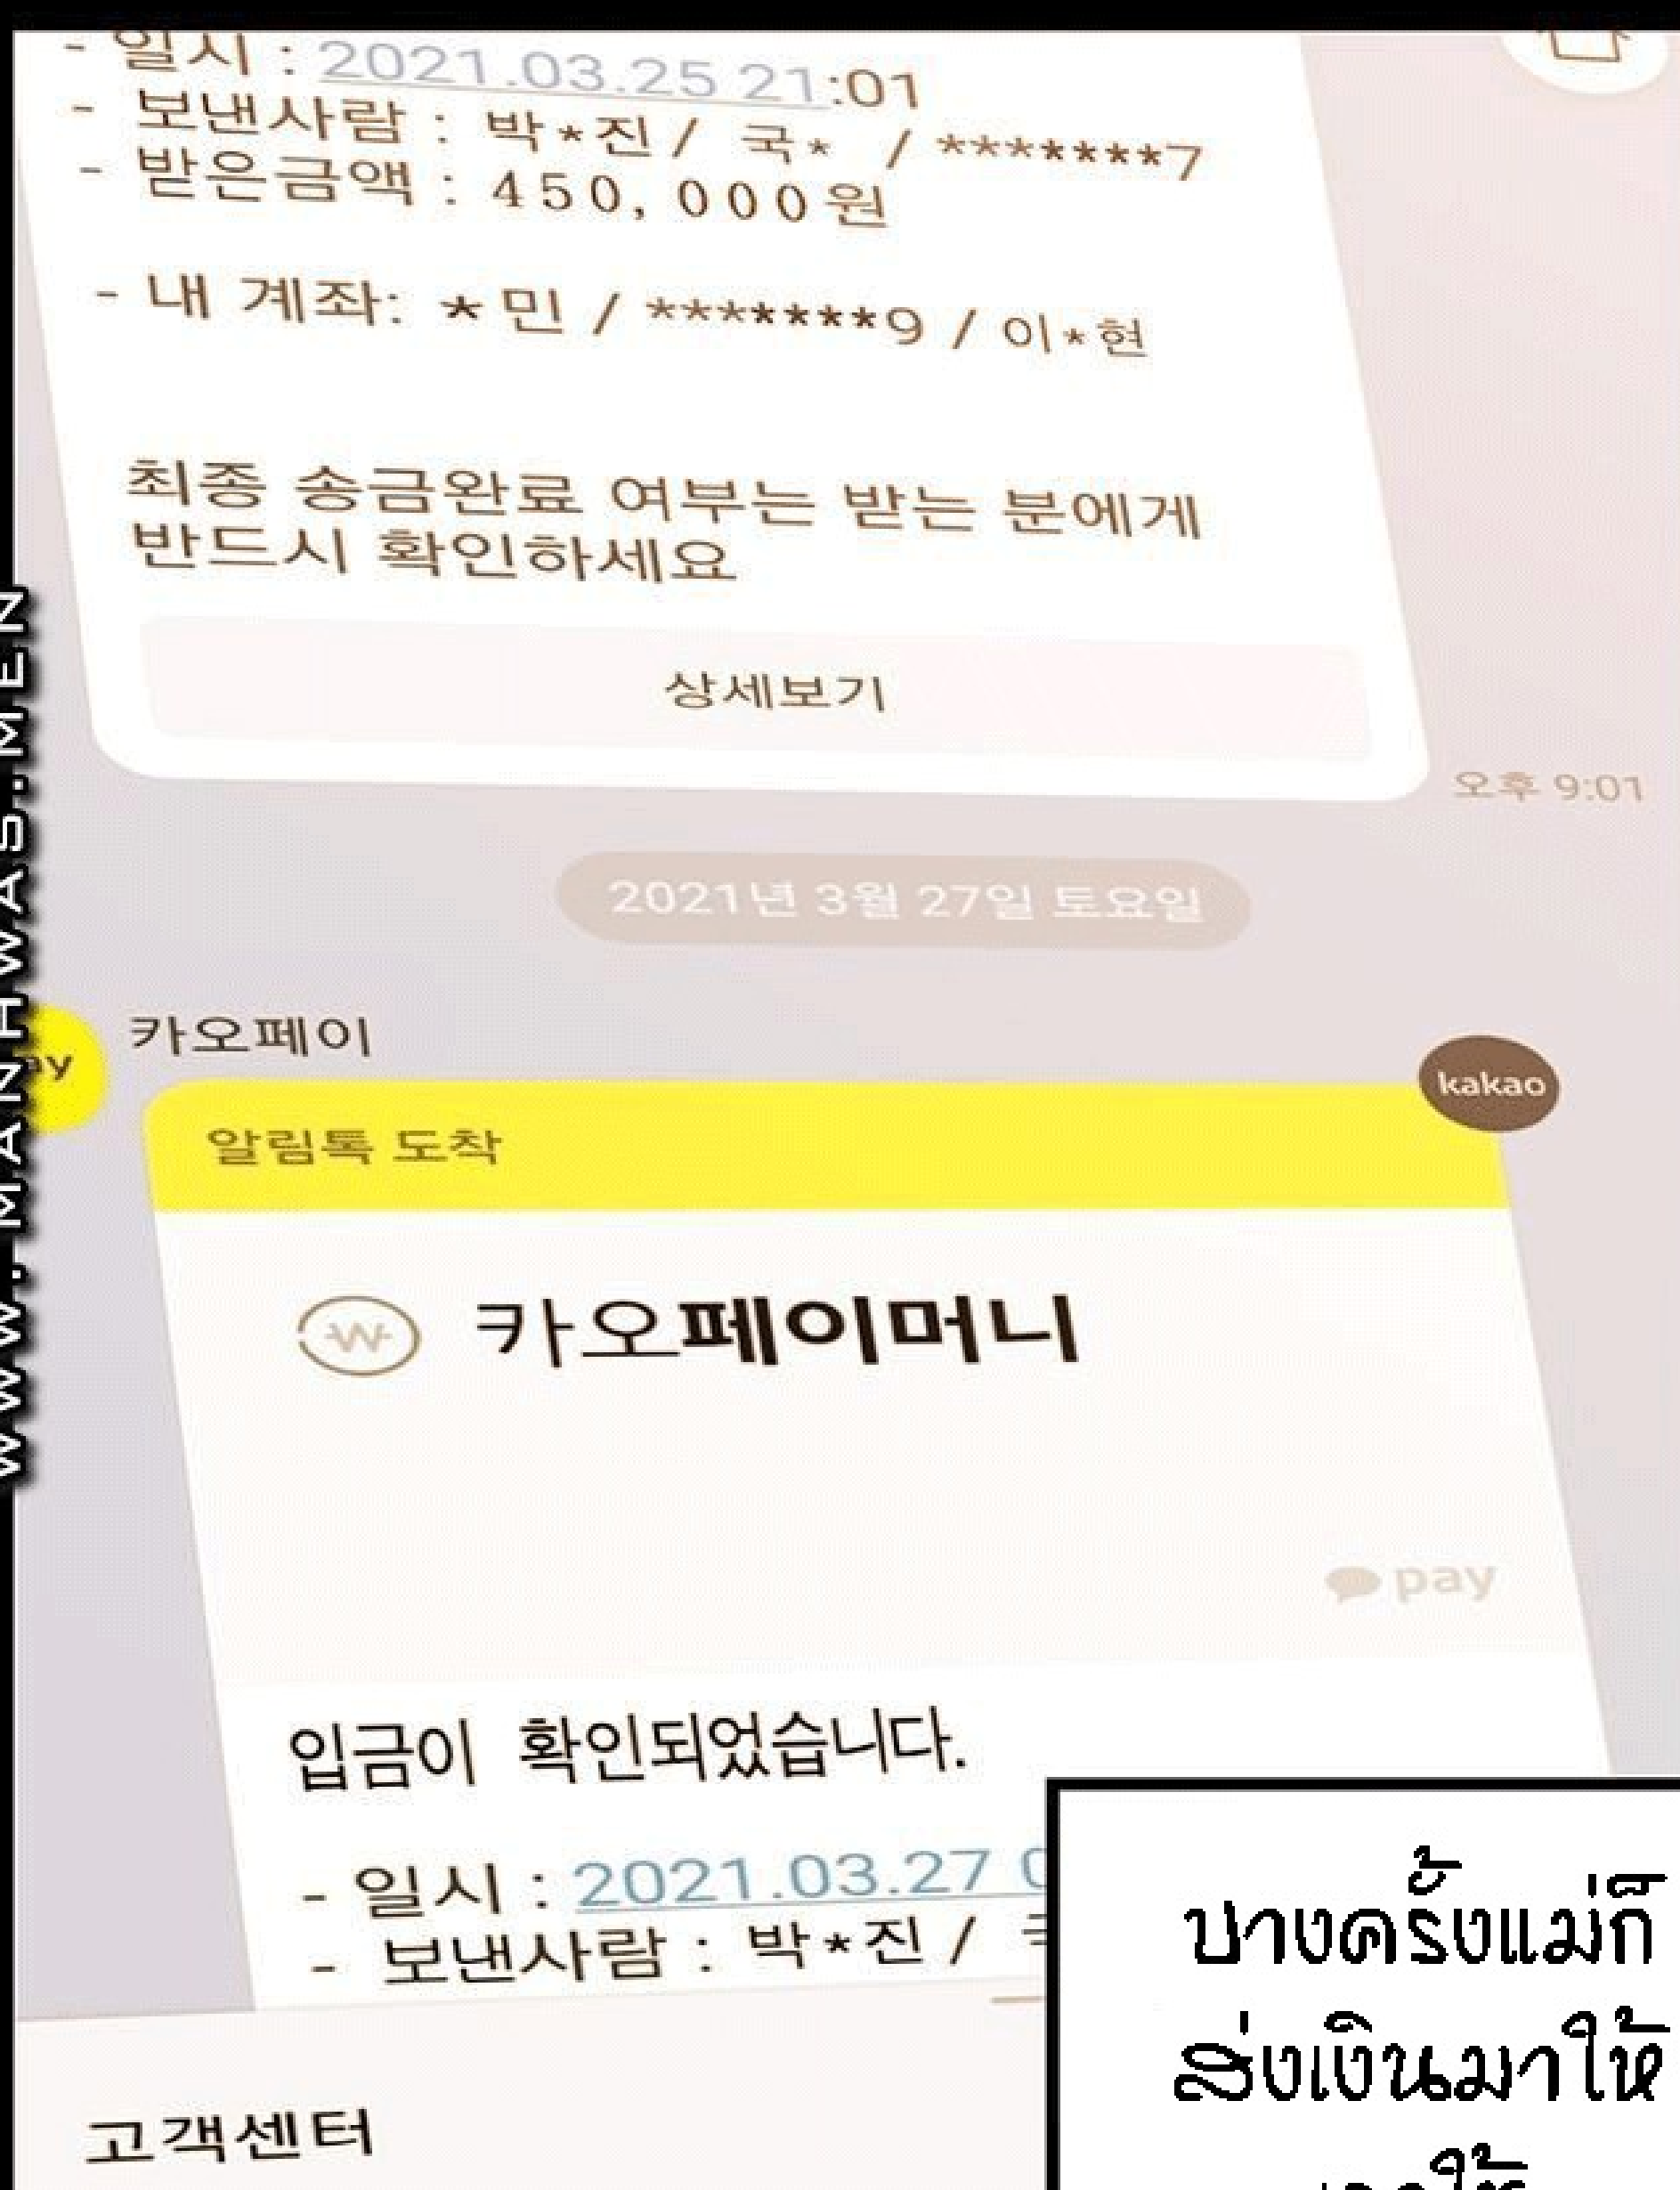 - 일시 : 2021.03.25 21:01
- 보낸사람 : 박*진 / 국* / *******7
- 받은금액 : 450,000원
- 내 계좌: *민 / *******9 / 이*현
최종 송금완료 여부는 받는 분에게
반드시 확인하세요
상세보기
오후 9:01
2021년 3월 27일 토요일
카오페이
ay
kakao
알림톡 도착
₩ 카오페이머니
pay
입금이 확인되었습니다.
- 일시 : 2021.03.27 0
- 보낸사람 : 박*진 /
고객센터
บางครั้งแม่ก็
ส่งเงินมาให้
WWW.MANHWAS.MEN